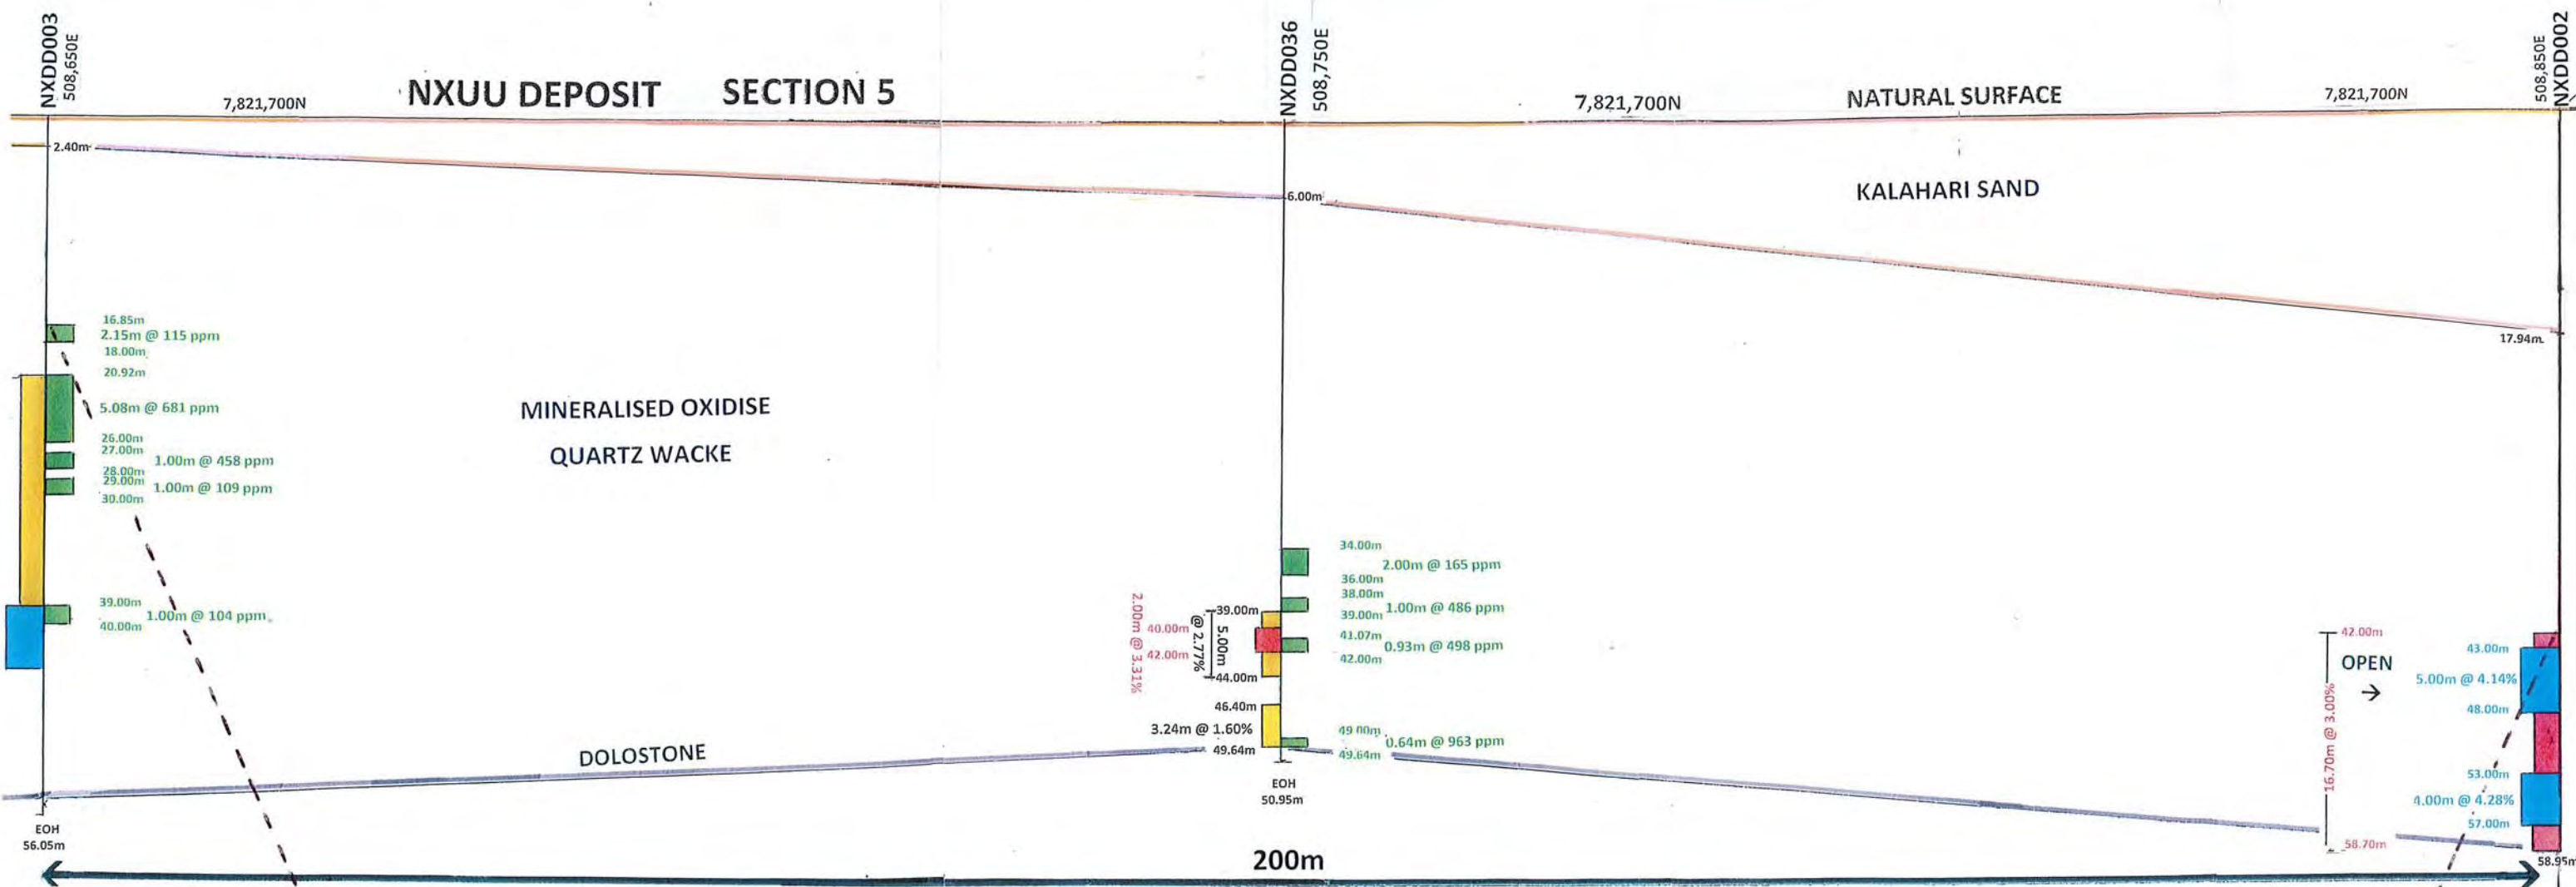 NXDD003
508,650E
NXDD036
508,750E
508,850E
NXDD002
NXUU DEPOSIT SECTION 5
7,821,700N
7,821,700N
NATURAL SURFACE
7,821,700N
2.40m
6.00m
KALAHARI SAND
17.94m
16.85m
2.15m @ 115 ppm
18.00m
20.92m
5.08m @ 681 ppm
26.00m
27.00m
1.00m @ 458 ppm
28.00m
29.00m
1.00m @ 109 ppm
30.00m
39.00m
1.00m @ 104 ppm
40.00m
MINERALISED OXIDISE
QUARTZ WACKE
34.00m
2.00m @ 165 ppm
36.00m
38.00m
1.00m @ 486 ppm
39.00m
41.07m
0.93m @ 498 ppm
42.00m
49.00m
0.64m @ 963 ppm
49.64m
2.00m @ 3.31%
40.00m
42.00m
39.00m
5.00m
@ 2.77%
44.00m
46.40m
3.24m @ 1.60%
49.64m
42.00m
OPEN
→
16.70m @ 3.00%
58.70m
43.00m
5.00m @ 4.14%
48.00m
53.00m
4.00m @ 4.28%
57.00m
58.95m
DOLOSTONE
EOH
56.05m
EOH
50.95m
200m